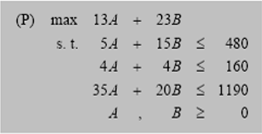 (P) max 13A + 23B
s. t. 5A + 15B ≤ 480
4A + 4B ≤ 160
35A + 20B ≤ 1190
A , B ≥ 0